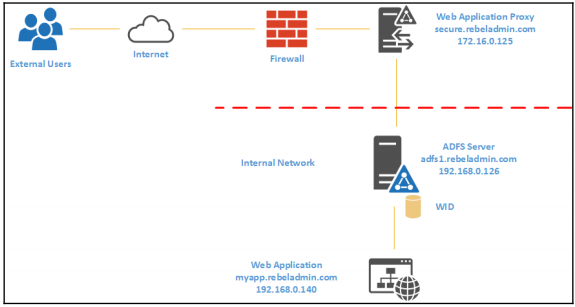 External Users
Internet
Firewall
Web Application Proxy
secure.rebeladmin.com
172.16.0.125
Internal Network
ADFS Server
adfs1.rebeladmin.com
192.168.0.126
WID
Web Application
myapp.rebeladmin.com
192.168.0.140